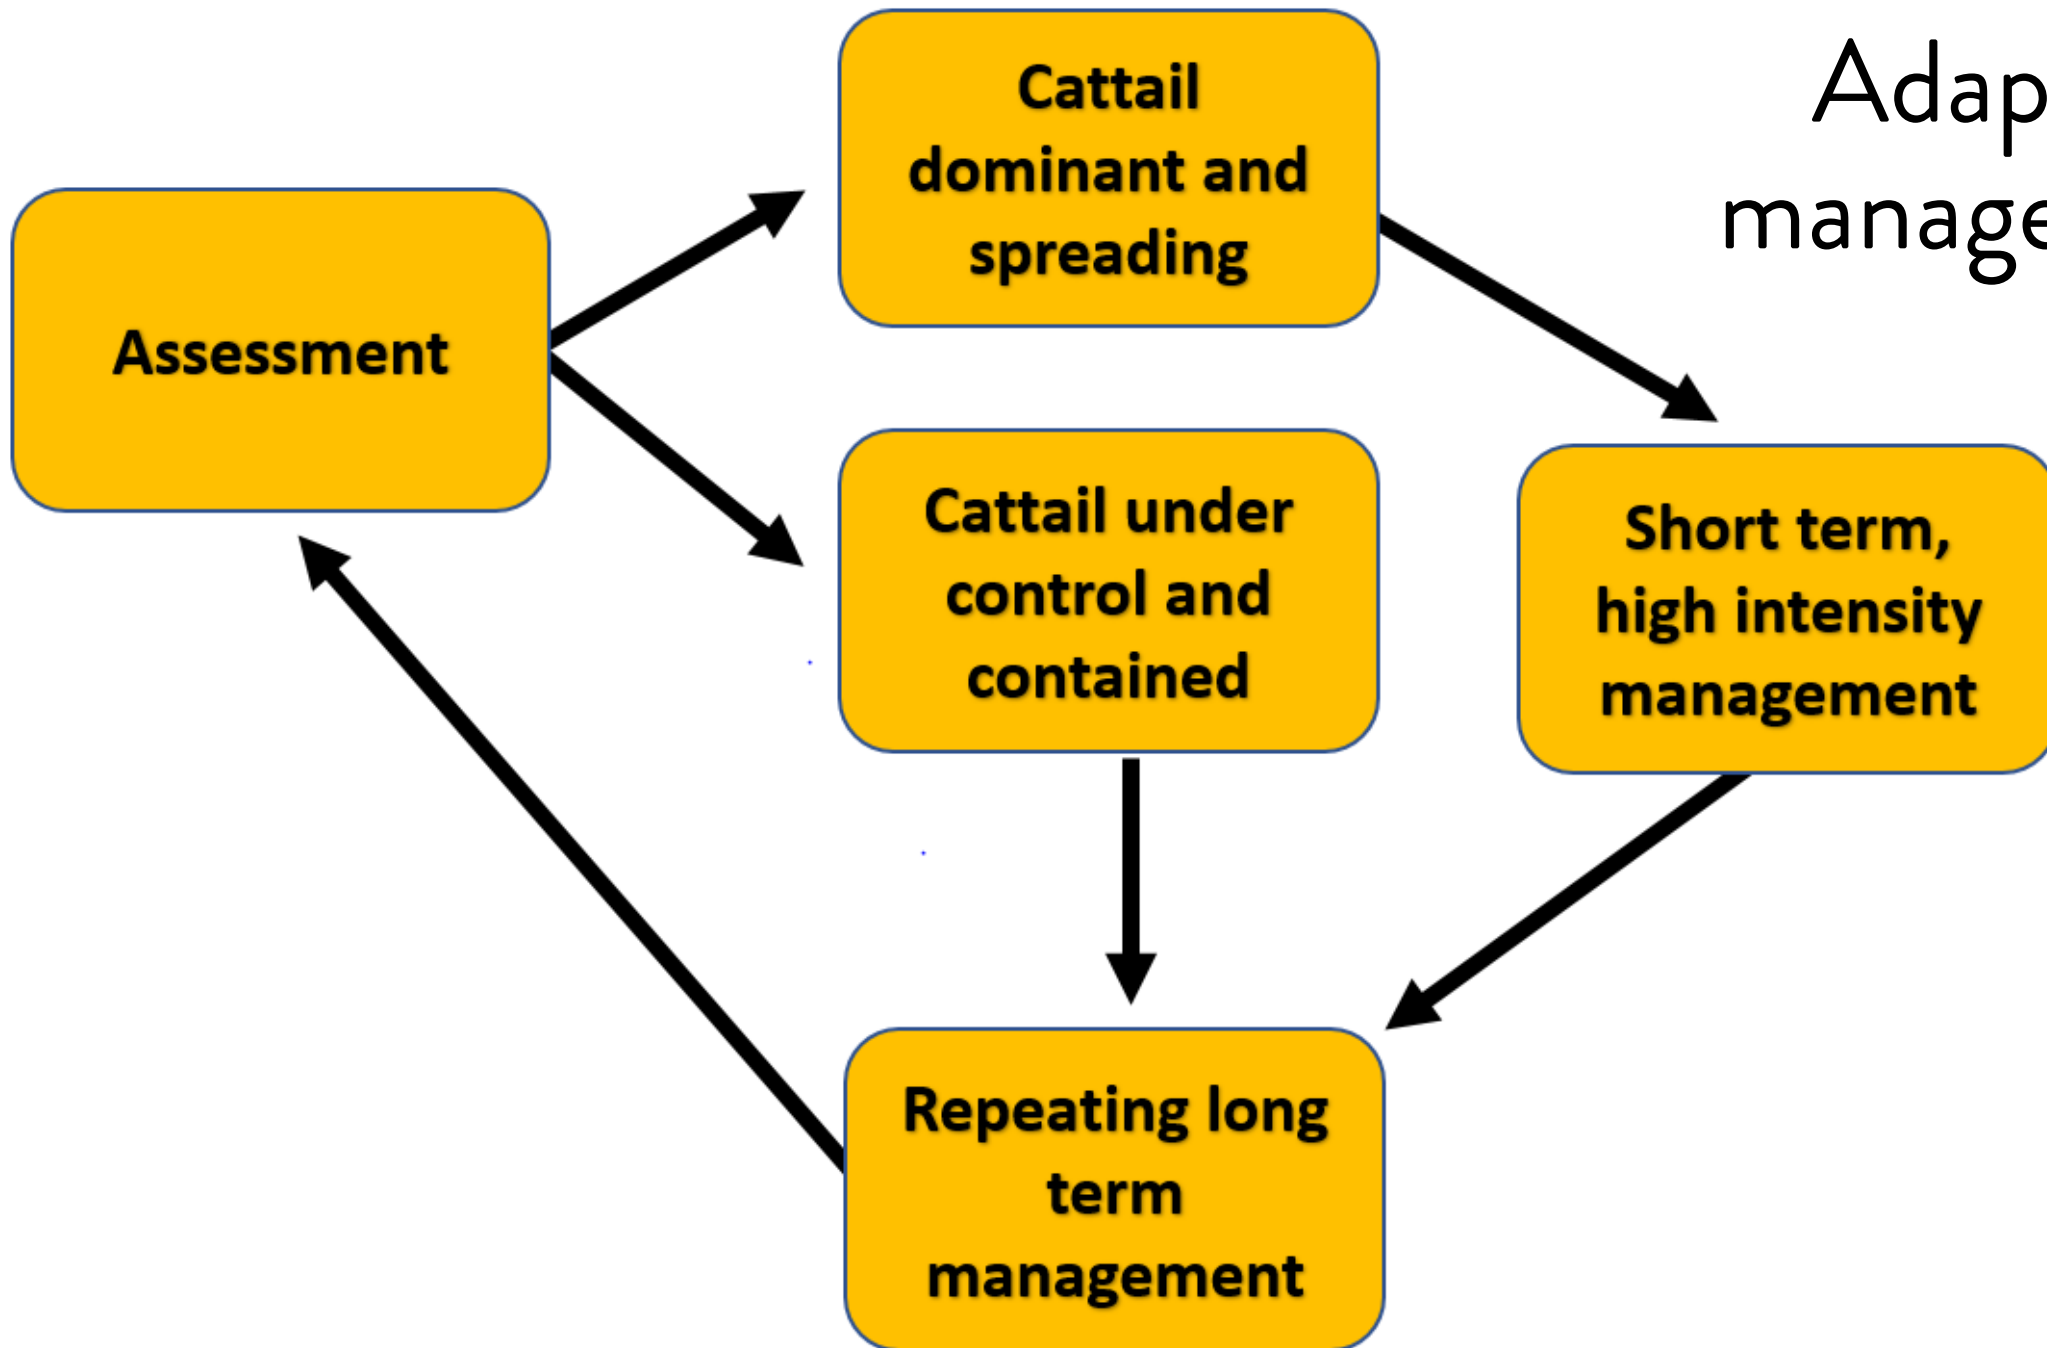 Adap
manage
Assessment
Cattail
dominant and
spreading
Cattail under
control and
contained
Short term,
high intensity
management
Repeating long
term
management